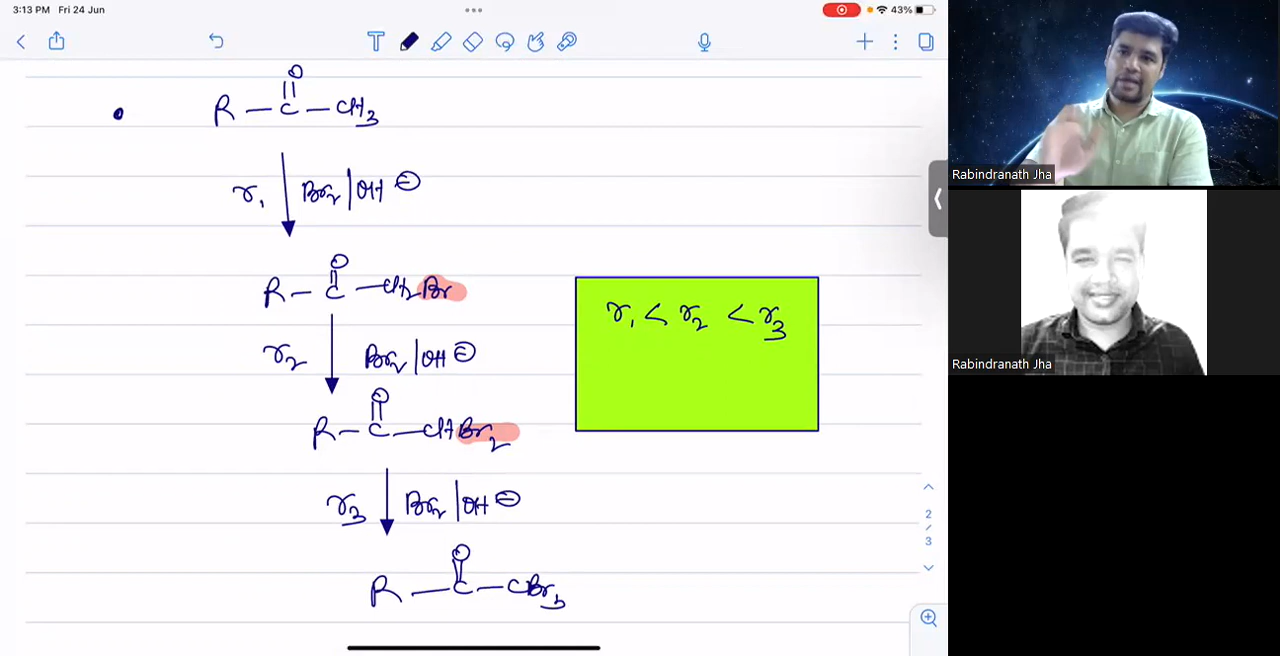 3:13 PM Fri 24 Jun
43%
O
R — C — CH3
r1 Br2 | OH ⊖
O
R — C — CH2Br
r2 Br2 | OH ⊖
O
R — C — CHBr2
r3 Br2 | OH ⊖
O
R — C — CBr3
r1 < r2 < r3
2
/
3
T
Rabindranath Jha
Rabindranath Jha